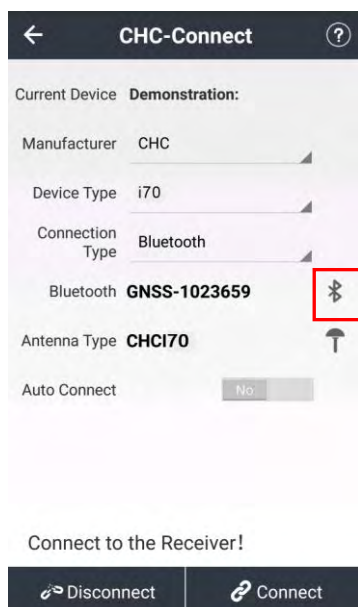 CHC-Connect ?
Current Device Demonstration:
Manufacturer CHC
Device Type i70
Connection
Type Bluetooth
Bluetooth GNSS-1023659
Antenna Type CHCI70
Auto Connect No
Connect to the Receiver!
Disconnect Connect